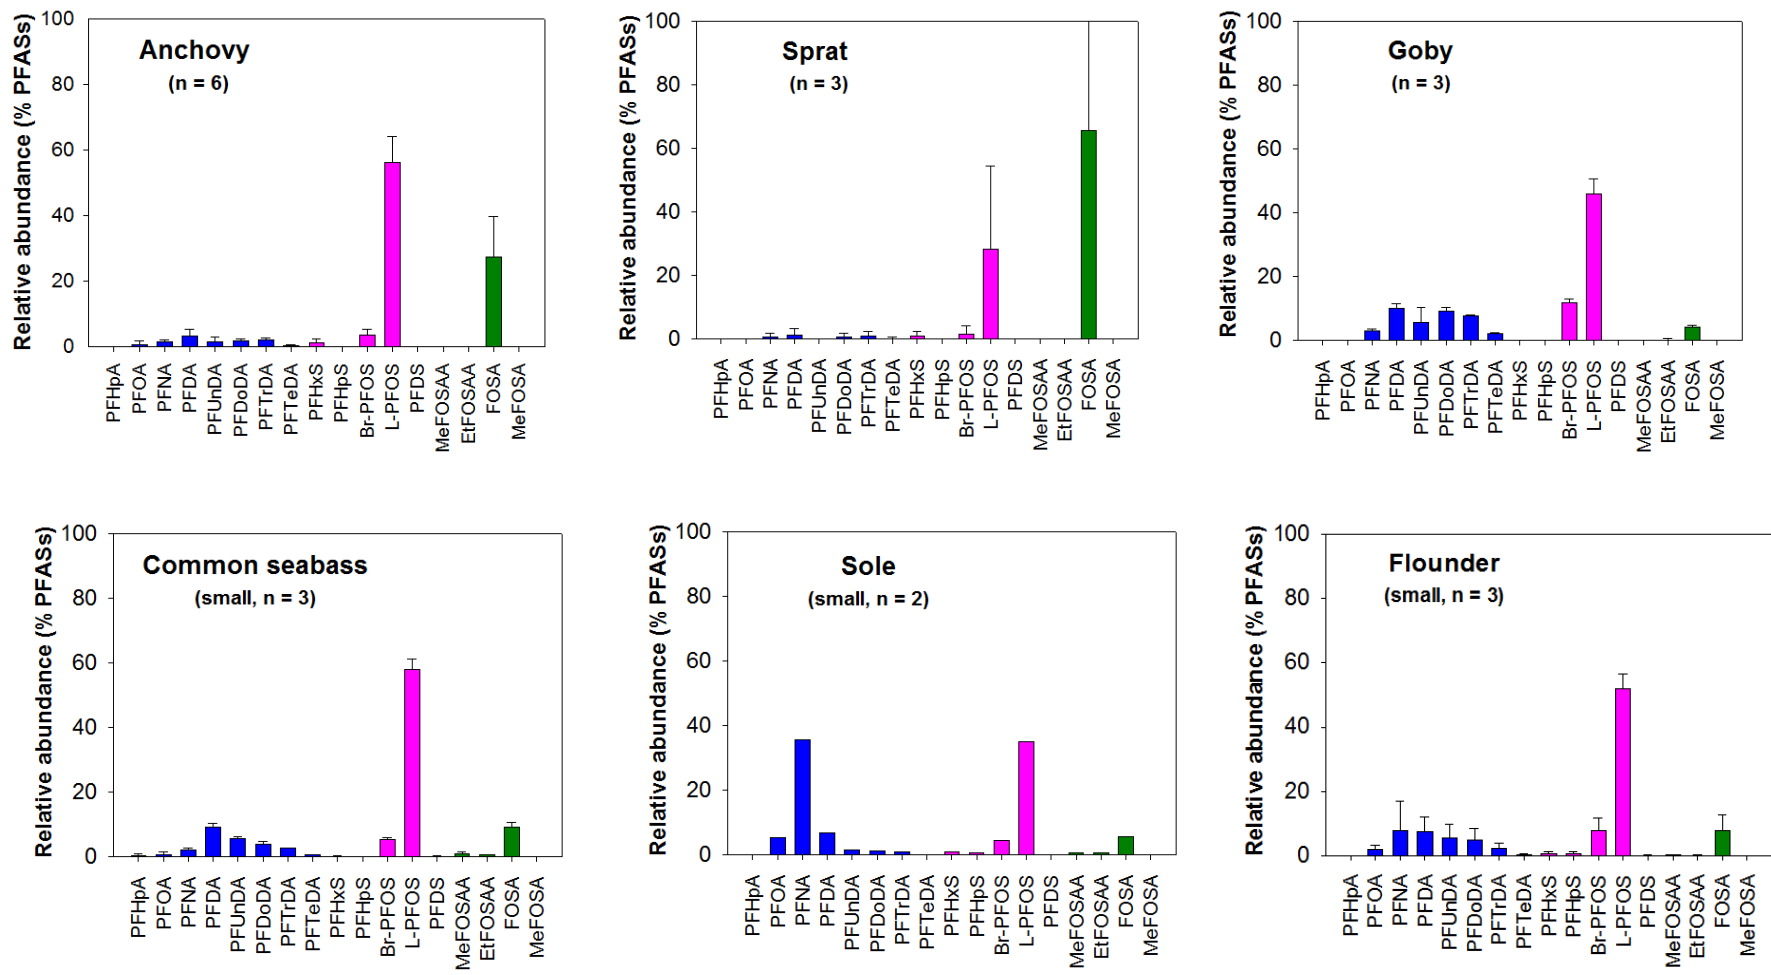 Relative abundance (% PFASs)
100
80
60
40
20
0
Anchovy
(n = 6)
PFHpA
PFOA
PFNA
PFDA
PFUnDA
PFDoDA
PFTrDA
PFTeDA
PFHxS
PFHpS
Br-PFOS
L-PFOS
PFDS
MeFOSAA
EtFOSAA
FOSA
MeFOSA
Relative abundance (% PFASs)
100
80
60
40
20
0
Sprat
(n = 3)
PFHpA
PFOA
PFNA
PFDA
PFUnDA
PFDoDA
PFTrDA
PFTeDA
PFHxS
PFHpS
Br-PFOS
L-PFOS
PFDS
MeFOSAA
EtFOSAA
FOSA
MeFOSA
Relative abundance (% PFASs)
100
80
60
40
20
0
Goby
(n = 3)
PFHpA
PFOA
PFNA
PFDA
PFUnDA
PFDoDA
PFTrDA
PFTeDA
PFHxS
PFHpS
Br-PFOS
L-PFOS
PFDS
MeFOSAA
EtFOSAA
FOSA
MeFOSA
Relative abundance (% PFASs)
100
80
60
40
20
0
Common seabass
(small, n = 3)
PFHpA
PFOA
PFNA
PFDA
PFUnDA
PFDoDA
PFTrDA
PFTeDA
PFHxS
PFHpS
Br-PFOS
L-PFOS
PFDS
MeFOSAA
EtFOSAA
FOSA
MeFOSA
Relative abundance (% PFASs)
100
80
60
40
20
0
Sole
(small, n = 2)
PFHpA
PFOA
PFNA
PFDA
PFUnDA
PFDoDA
PFTrDA
PFTeDA
PFHxS
PFHpS
Br-PFOS
L-PFOS
PFDS
MeFOSAA
EtFOSAA
FOSA
MeFOSA
Relative abundance (% PFASs)
100
80
60
40
20
0
Flounder
(small, n = 3)
PFHpA
PFOA
PFNA
PFDA
PFUnDA
PFDoDA
PFTrDA
PFTeDA
PFHxS
PFHpS
Br-PFOS
L-PFOS
PFDS
MeFOSAA
EtFOSAA
FOSA
MeFOSA